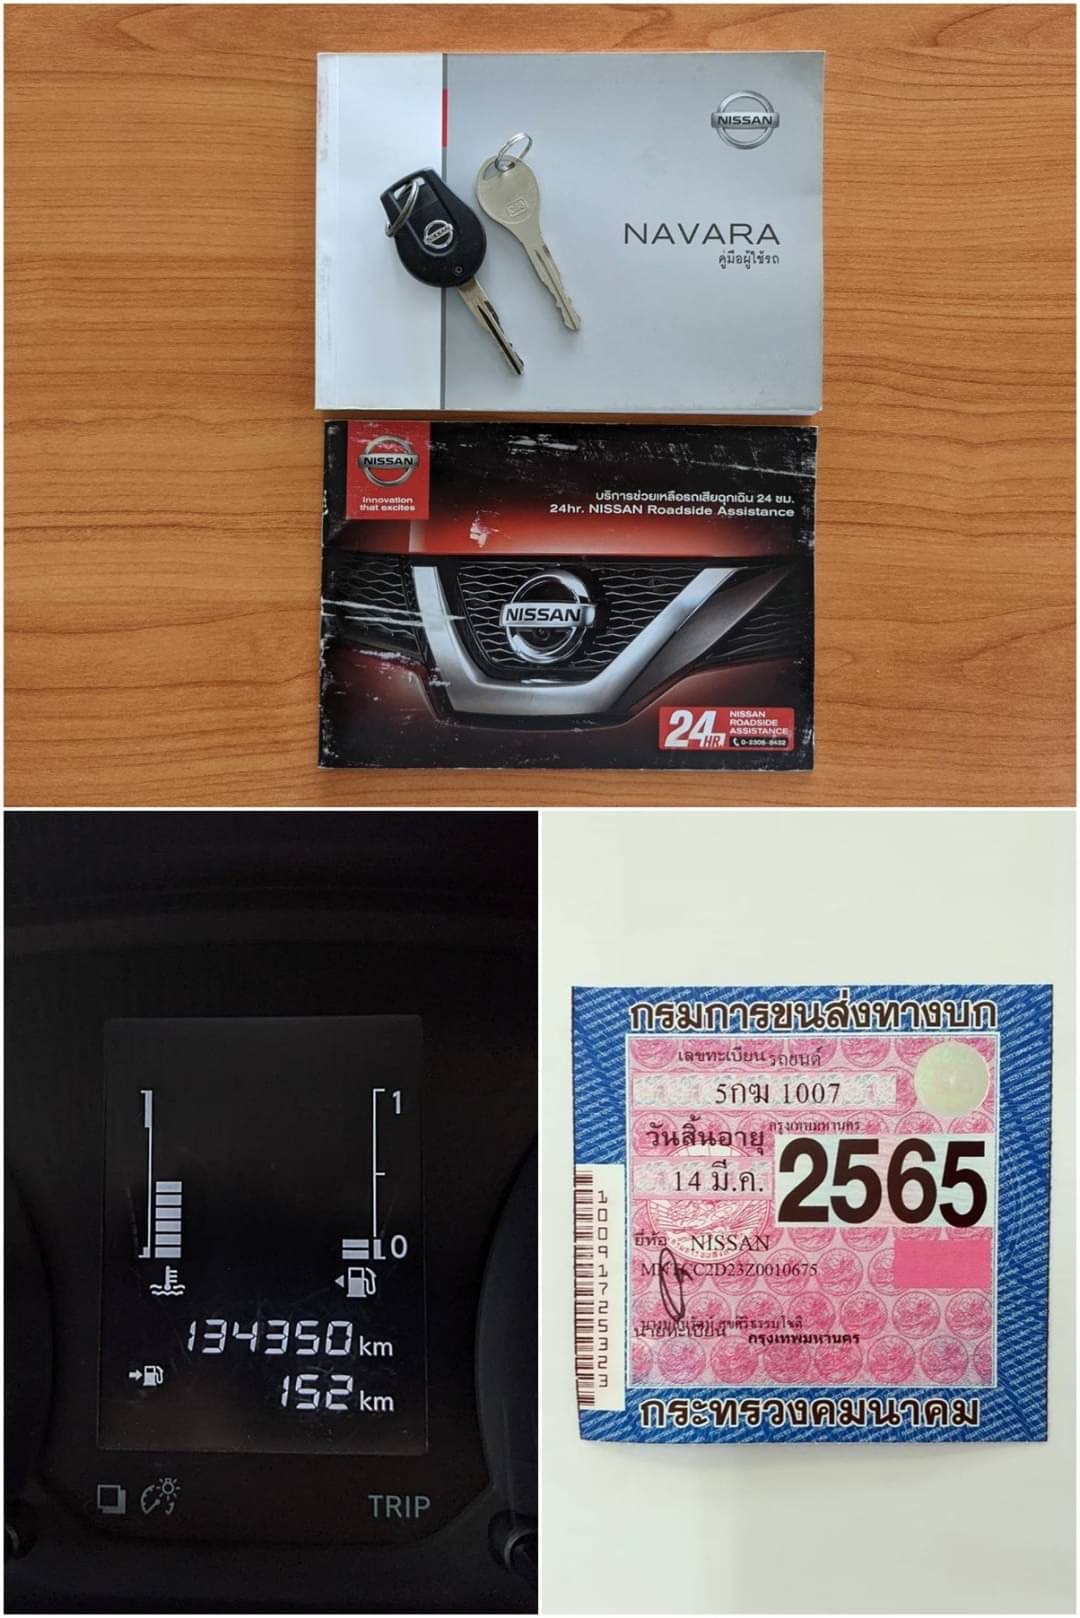 NISSAN
NAVARA
คู่มือผู้ใช้รถ
NISSAN
NISSAN
Innovation
that excites
บริการช่วยเหลือรถเสียฉุกเฉิน 24 ชม.
24hr. NISSAN Roadside Assistance
NISSAN
24HR.
NISSAN
ROADSIDE
ASSISTANCE
0-2305-8432
1
0
134350 km
152 km
TRIP
กรมการขนส่งทางบก
เลขทะเบียน รถยนต์
5กฆ 1007
กรุงเทพมหานคร
วันสิ้นอายุ
14 มี.ค.
2565
ยี่ห้อ NISSAN
C2D23Z0010675
นายทะเบียน กรุงเทพมหานคร
กระทรวงคมนาคม
10091725323